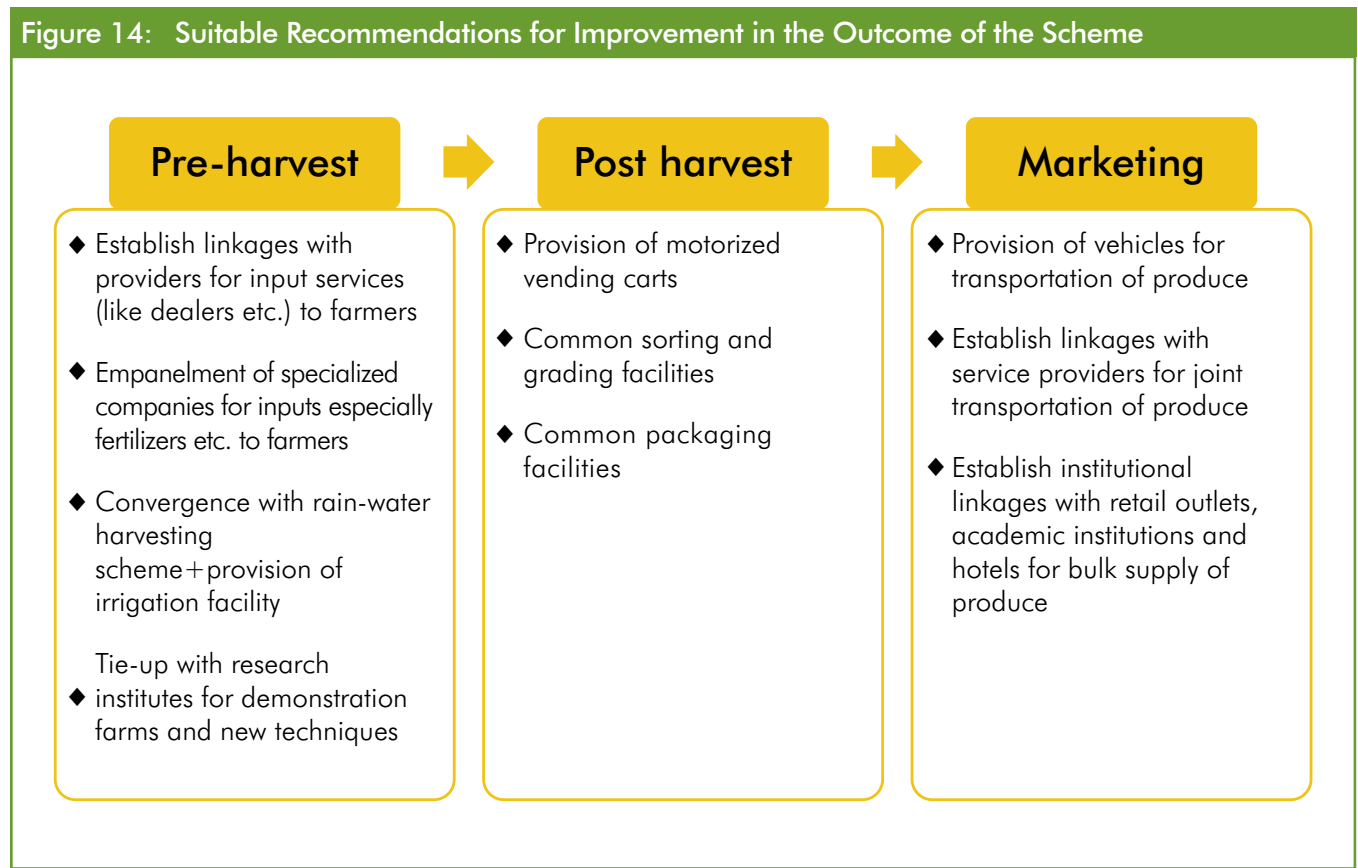 Figure 14: Suitable Recommendations for Improvement in the Outcome of the Scheme
Pre-harvest
◆ Establish linkages with
providers for input services
(like dealers etc.) to farmers
◆ Empanelment of specialized
companies for inputs especially
fertilizers etc. to farmers
◆ Convergence with rain-water
harvesting
scheme+provision of
irrigation facility
Tie-up with research
◆ institutes for demonstration
farms and new techniques
Post harvest
◆ Provision of motorized
vending carts
◆ Common sorting and
grading facilities
◆ Common packaging
facilities
Marketing
◆ Provision of vehicles for
transportation of produce
◆ Establish linkages with
service providers for joint
transportation of produce
◆ Establish institutional
linkages with retail outlets,
academic institutions and
hotels for bulk supply of
produce